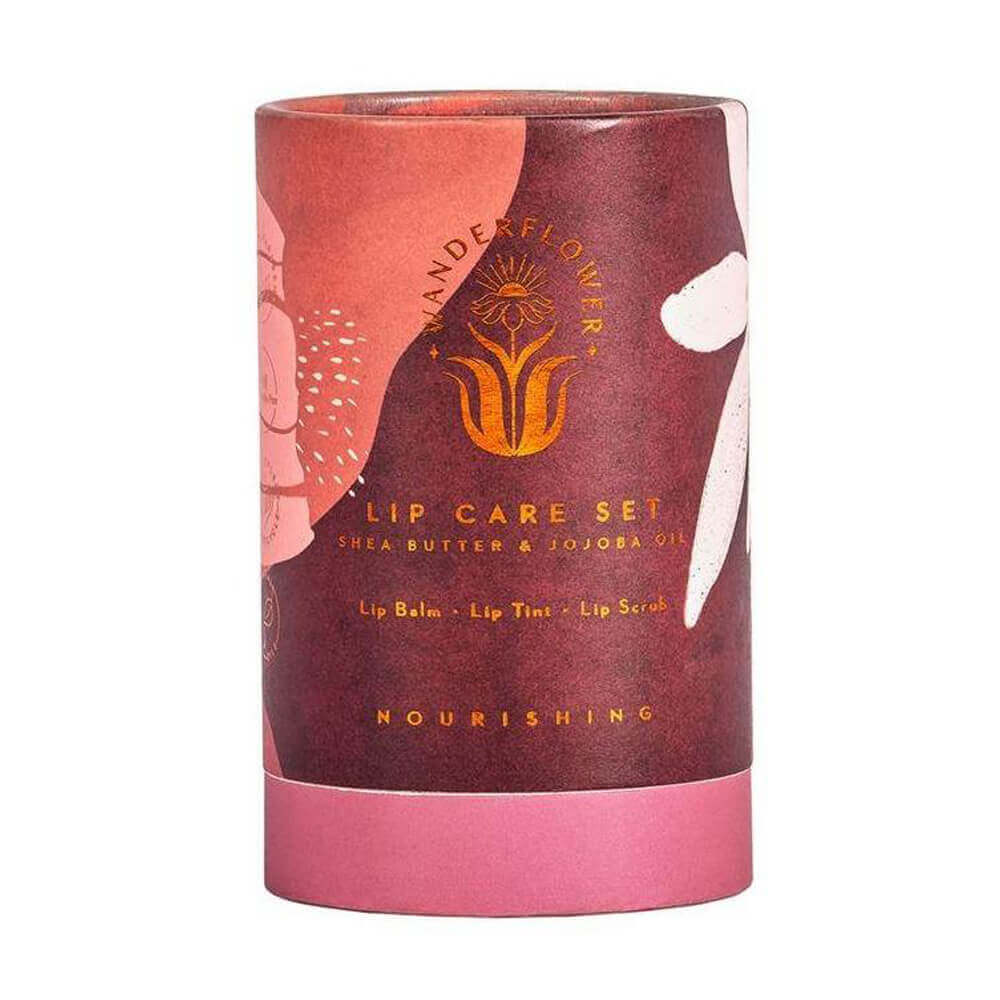 WANDERFLOWER
LIP CARE SET
SHEA BUTTER & JOJOBA OIL
Lip Balm · Lip Tint · Lip Scrub
NOURISHING